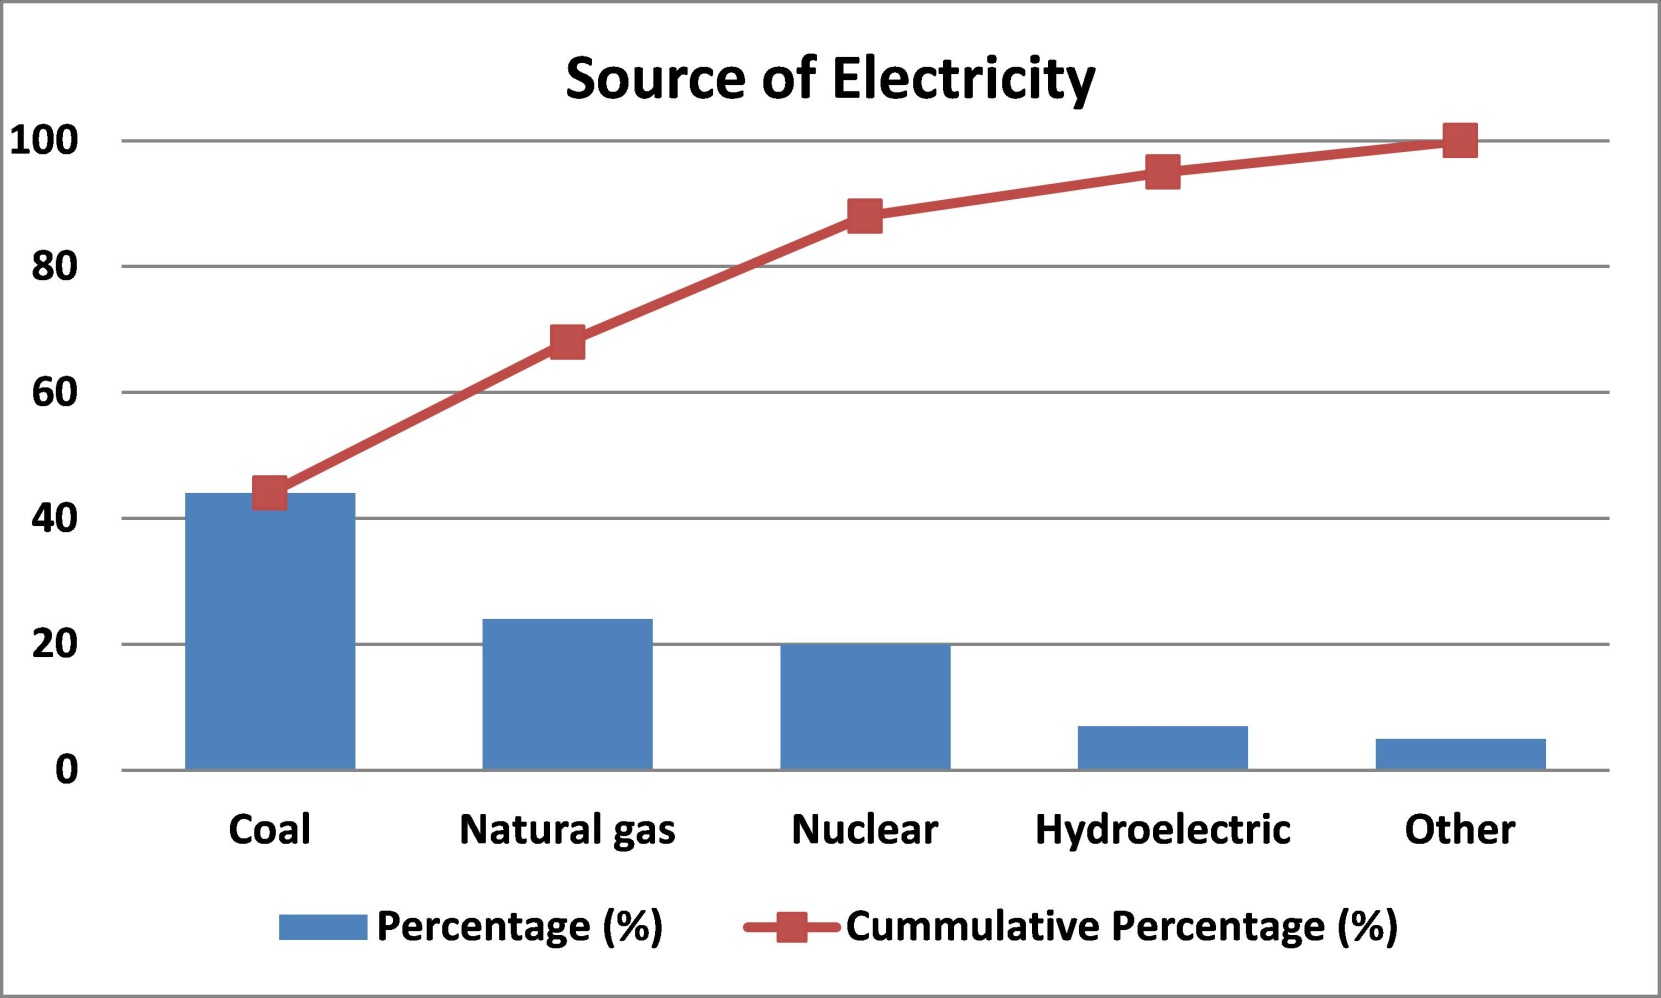 Source of Electricity
100
80
60
40
20
0
Coal Natural gas Nuclear Hydroelectric Other
Percentage (%) Cummulative Percentage (%)